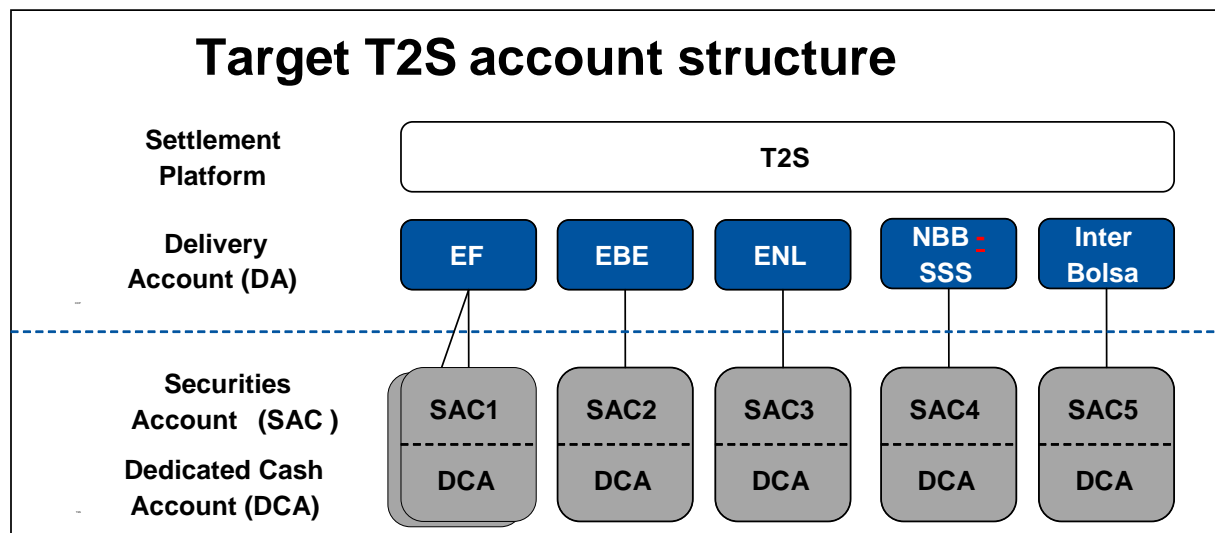 Target T2S account structure
Settlement
Platform
T2S
Delivery
Account (DA)
EF
EBE
ENL
NBB -
SSS
Inter
Bolsa
Securities
Account (SAC )
SAC1
SAC2
SAC3
SAC4
SAC5
Dedicated Cash
Account (DCA)
DCA
DCA
DCA
DCA
DCA